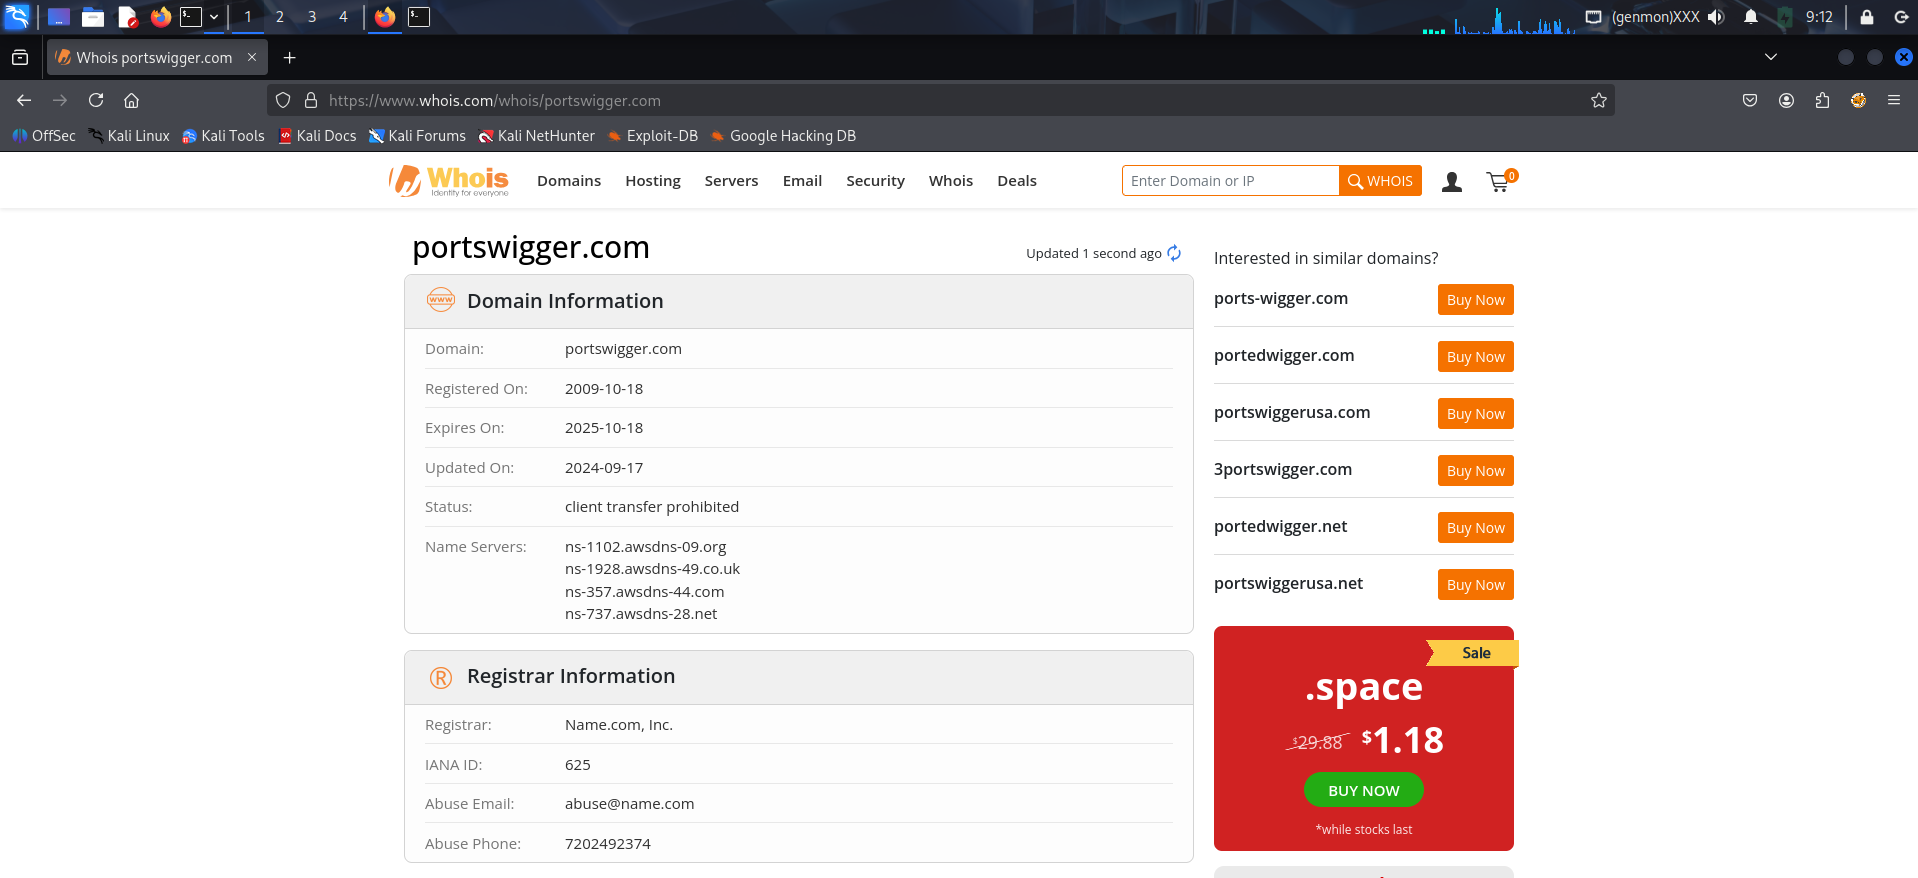 1 2 3 4 (genmon)XXX 9:12
Whois portswigger.com
https://www.whois.com/whois/portswigger.com
OffSec Kali Linux Kali Tools Kali Docs Kali Forums Kali NetHunter Exploit-DB Google Hacking DB
Whois
Identity for everyone
Domains Hosting Servers Email Security Whois Deals Enter Domain or IP WHOIS 0
portswigger.com
Updated 1 second ago
www Domain Information
Domain: portswigger.com
Registered On: 2009-10-18
Expires On: 2025-10-18
Updated On: 2024-09-17
Status: client transfer prohibited
Name Servers: ns-1102.awsdns-09.org
ns-1928.awsdns-49.co.uk
ns-357.awsdns-44.com
ns-737.awsdns-28.net
® Registrar Information
Registrar: Name.com, Inc.
IANA ID: 625
Abuse Email: abuse@name.com
Abuse Phone: 7202492374
Interested in similar domains?
ports-wigger.com Buy Now
portedwigger.com Buy Now
portswiggerusa.com Buy Now
3portswigger.com Buy Now
portedwigger.net Buy Now
portswiggerusa.net Buy Now
Sale
.space
$29.88 $1.18
BUY NOW
*while stocks last